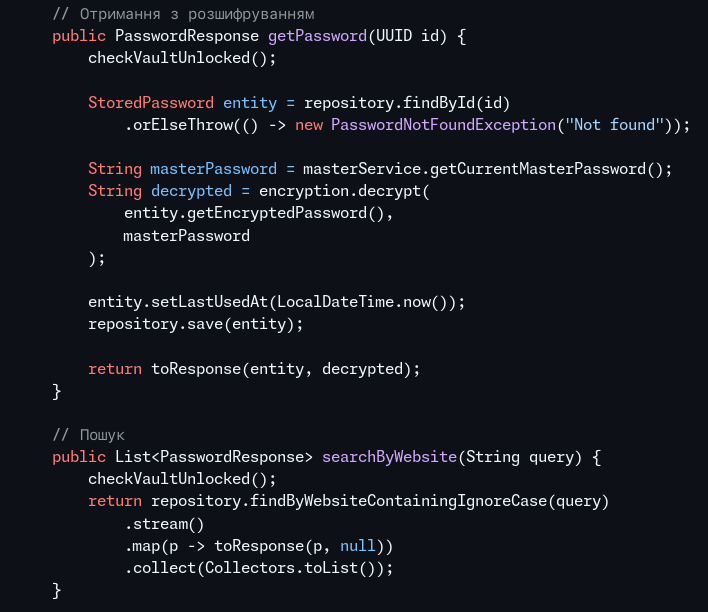 // Отримання з розшифруванням
public PasswordResponse getPassword(UUID id) {
checkVaultUnlocked();
StoredPassword entity = repository.findById(id)
.orElseThrow(() -> new PasswordNotFoundException("Not found"));
String masterPassword = masterService.getCurrentMasterPassword();
String decrypted = encryption.decrypt(
entity.getEncryptedPassword(),
masterPassword
);
entity.setLastUsedAt(LocalDateTime.now());
repository.save(entity);
return toResponse(entity, decrypted);
}
// Пошук
public List<PasswordResponse> searchByWebsite(String query) {
checkVaultUnlocked();
return repository.findByWebsiteContainingIgnoreCase(query)
.stream()
.map(p -> toResponse(p, null))
.collect(Collectors.toList());
}